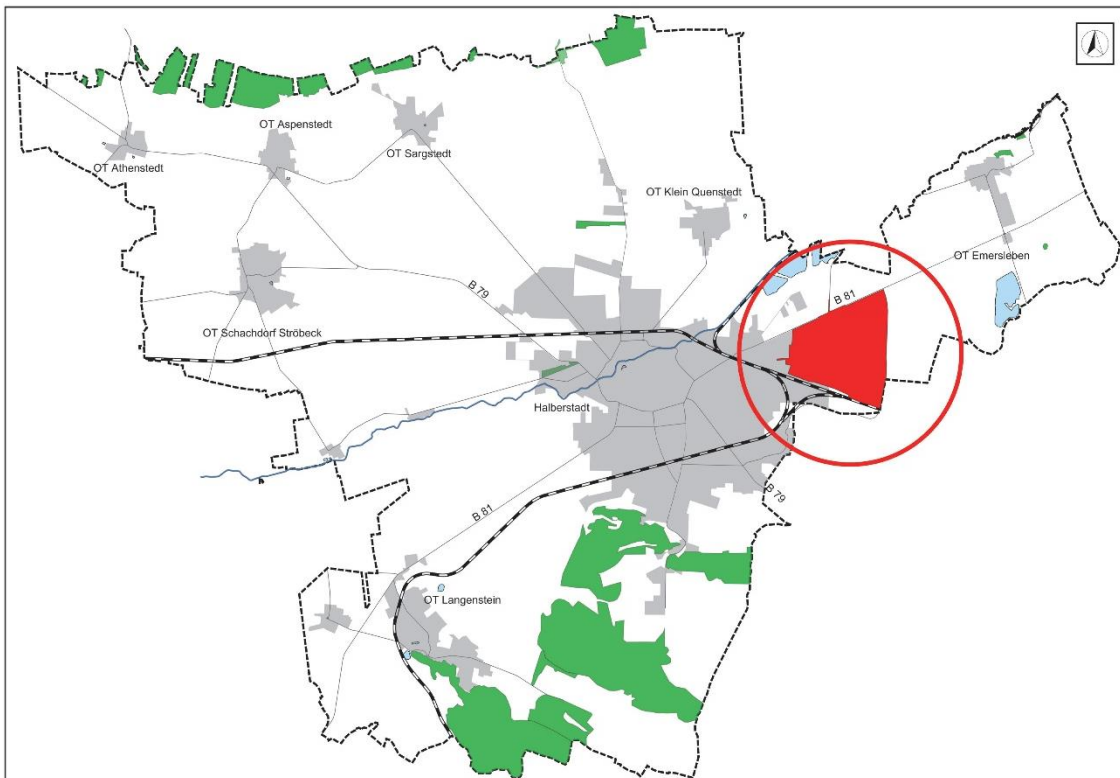 OT Aspenstedt
OT Sargstedt
OT Athenstedt
OT Klein Quenstedt
OT Emersleben
B 81
B 79
OT Schachdorf Ströbeck
Halberstadt
B 79
B 81
OT Langenstein